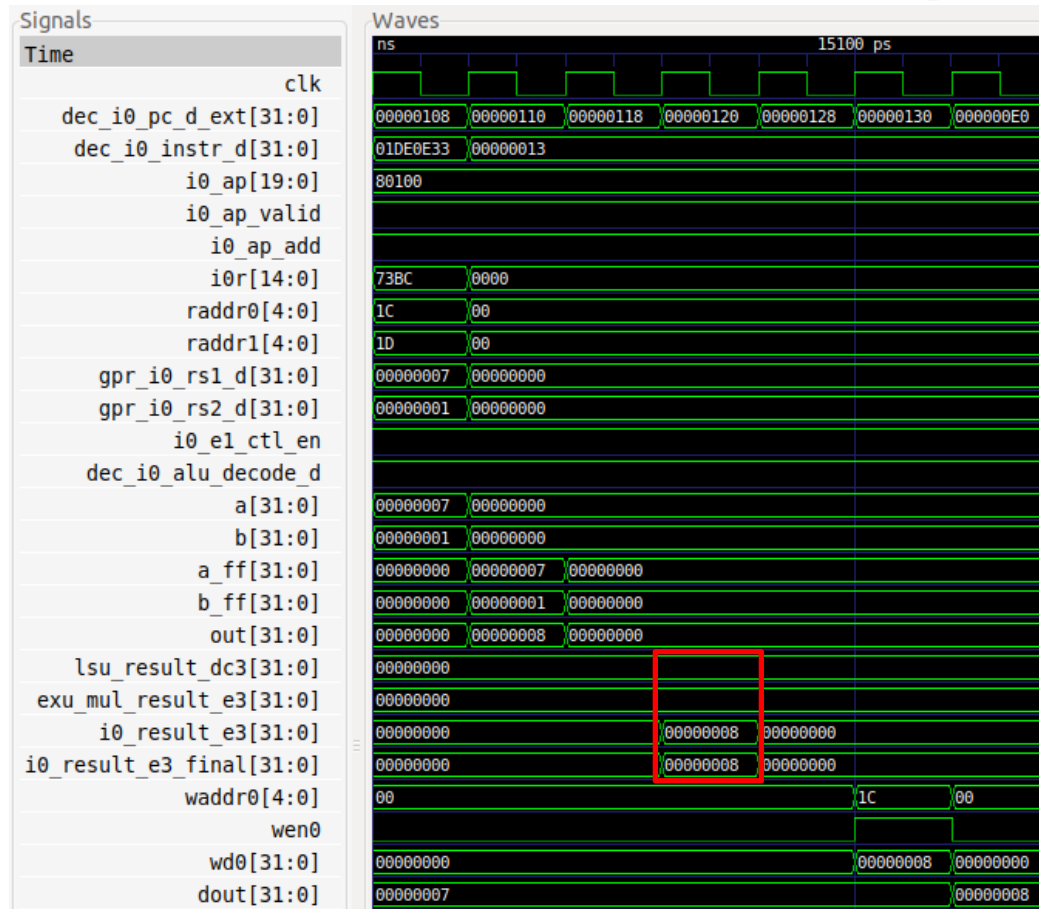 Signals
Waves
Time
ns 15100 ps
clk
dec_i0_pc_d_ext[31:0] 00000108 00000110 00000118 00000120 00000128 00000130 000000E0
dec_i0_instr_d[31:0] 01DE0E33 00000013
i0_ap[19:0] 80100
i0_ap_valid
i0_ap_add
i0r[14:0] 73BC 0000
raddr0[4:0] 1C 00
raddr1[4:0] 1D 00
gpr_i0_rs1_d[31:0] 00000007 00000000
gpr_i0_rs2_d[31:0] 00000001 00000000
i0_e1_ctl_en
dec_i0_alu_decode_d
a[31:0] 00000007 00000000
b[31:0] 00000001 00000000
a_ff[31:0] 00000000 00000007 00000000
b_ff[31:0] 00000000 00000001 00000000
out[31:0] 00000000 00000008 00000000
lsu_result_dc3[31:0] 00000000
exu_mul_result_e3[31:0] 00000000
i0_result_e3[31:0] 00000000 00000008 00000000
i0_result_e3_final[31:0] 00000000 00000008 00000000
waddr0[4:0] 00 1C 00
wen0
wd0[31:0] 00000000 00000008 00000000
dout[31:0] 00000007 00000008